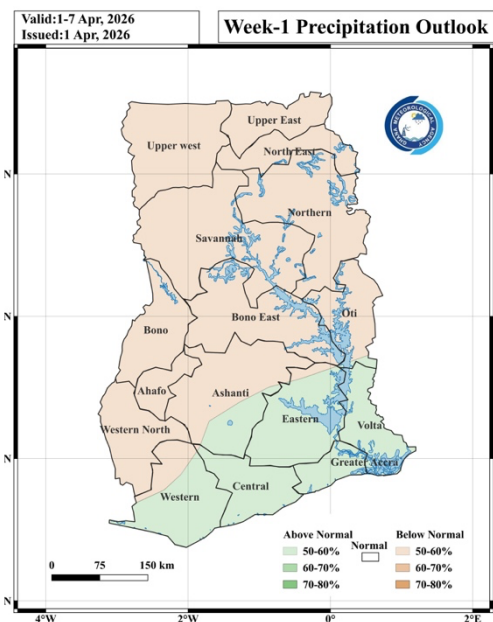 Valid:1-7 Apr, 2026
Issued:1 Apr, 2026
Week-1 Precipitation Outlook
Upper East
Upper west
North East
Northern
Savannah
Oti
Bono East
Bono
Ahafo
Ashanti
Eastern
Volta
Western North
Greater Accra
Western
Central
N
N
N
N
Above Normal
Normal
Below Normal
50-60%
50-60%
60-70%
60-70%
70-80%
70-80%
0 75 150 km
4°W
2°W
0°
2°E